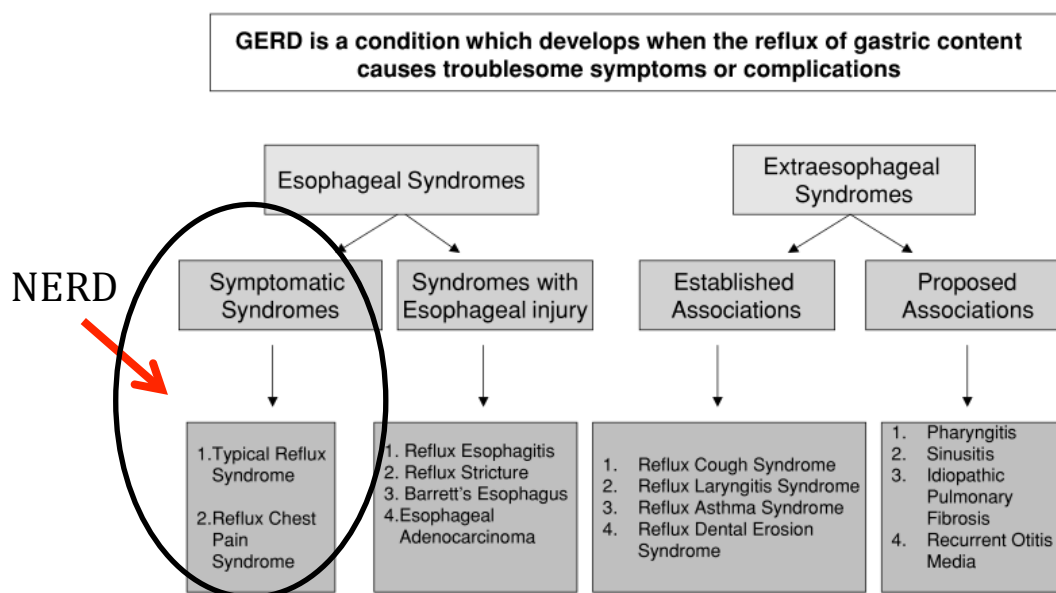 GERD is a condition which develops when the reflux of gastric content
causes troublesome symptoms or complications
Esophageal Syndromes
Extraesophageal
Syndromes
NERD
Symptomatic
Syndromes
Syndromes with
Esophageal injury
Established
Associations
Proposed
Associations
1.Typical Reflux
Syndrome
2.Reflux Chest
Pain
Syndrome
1. Reflux Esophagitis
2. Reflux Stricture
3. Barrett's Esophagus
4.Esophageal
Adenocarcinoma
1. Reflux Cough Syndrome
2. Reflux Laryngitis Syndrome
3. Reflux Asthma Syndrome
4. Reflux Dental Erosion
Syndrome
1. Pharyngitis
2. Sinusitis
3. Idiopathic
Pulmonary
Fibrosis
4. Recurrent Otitis
Media